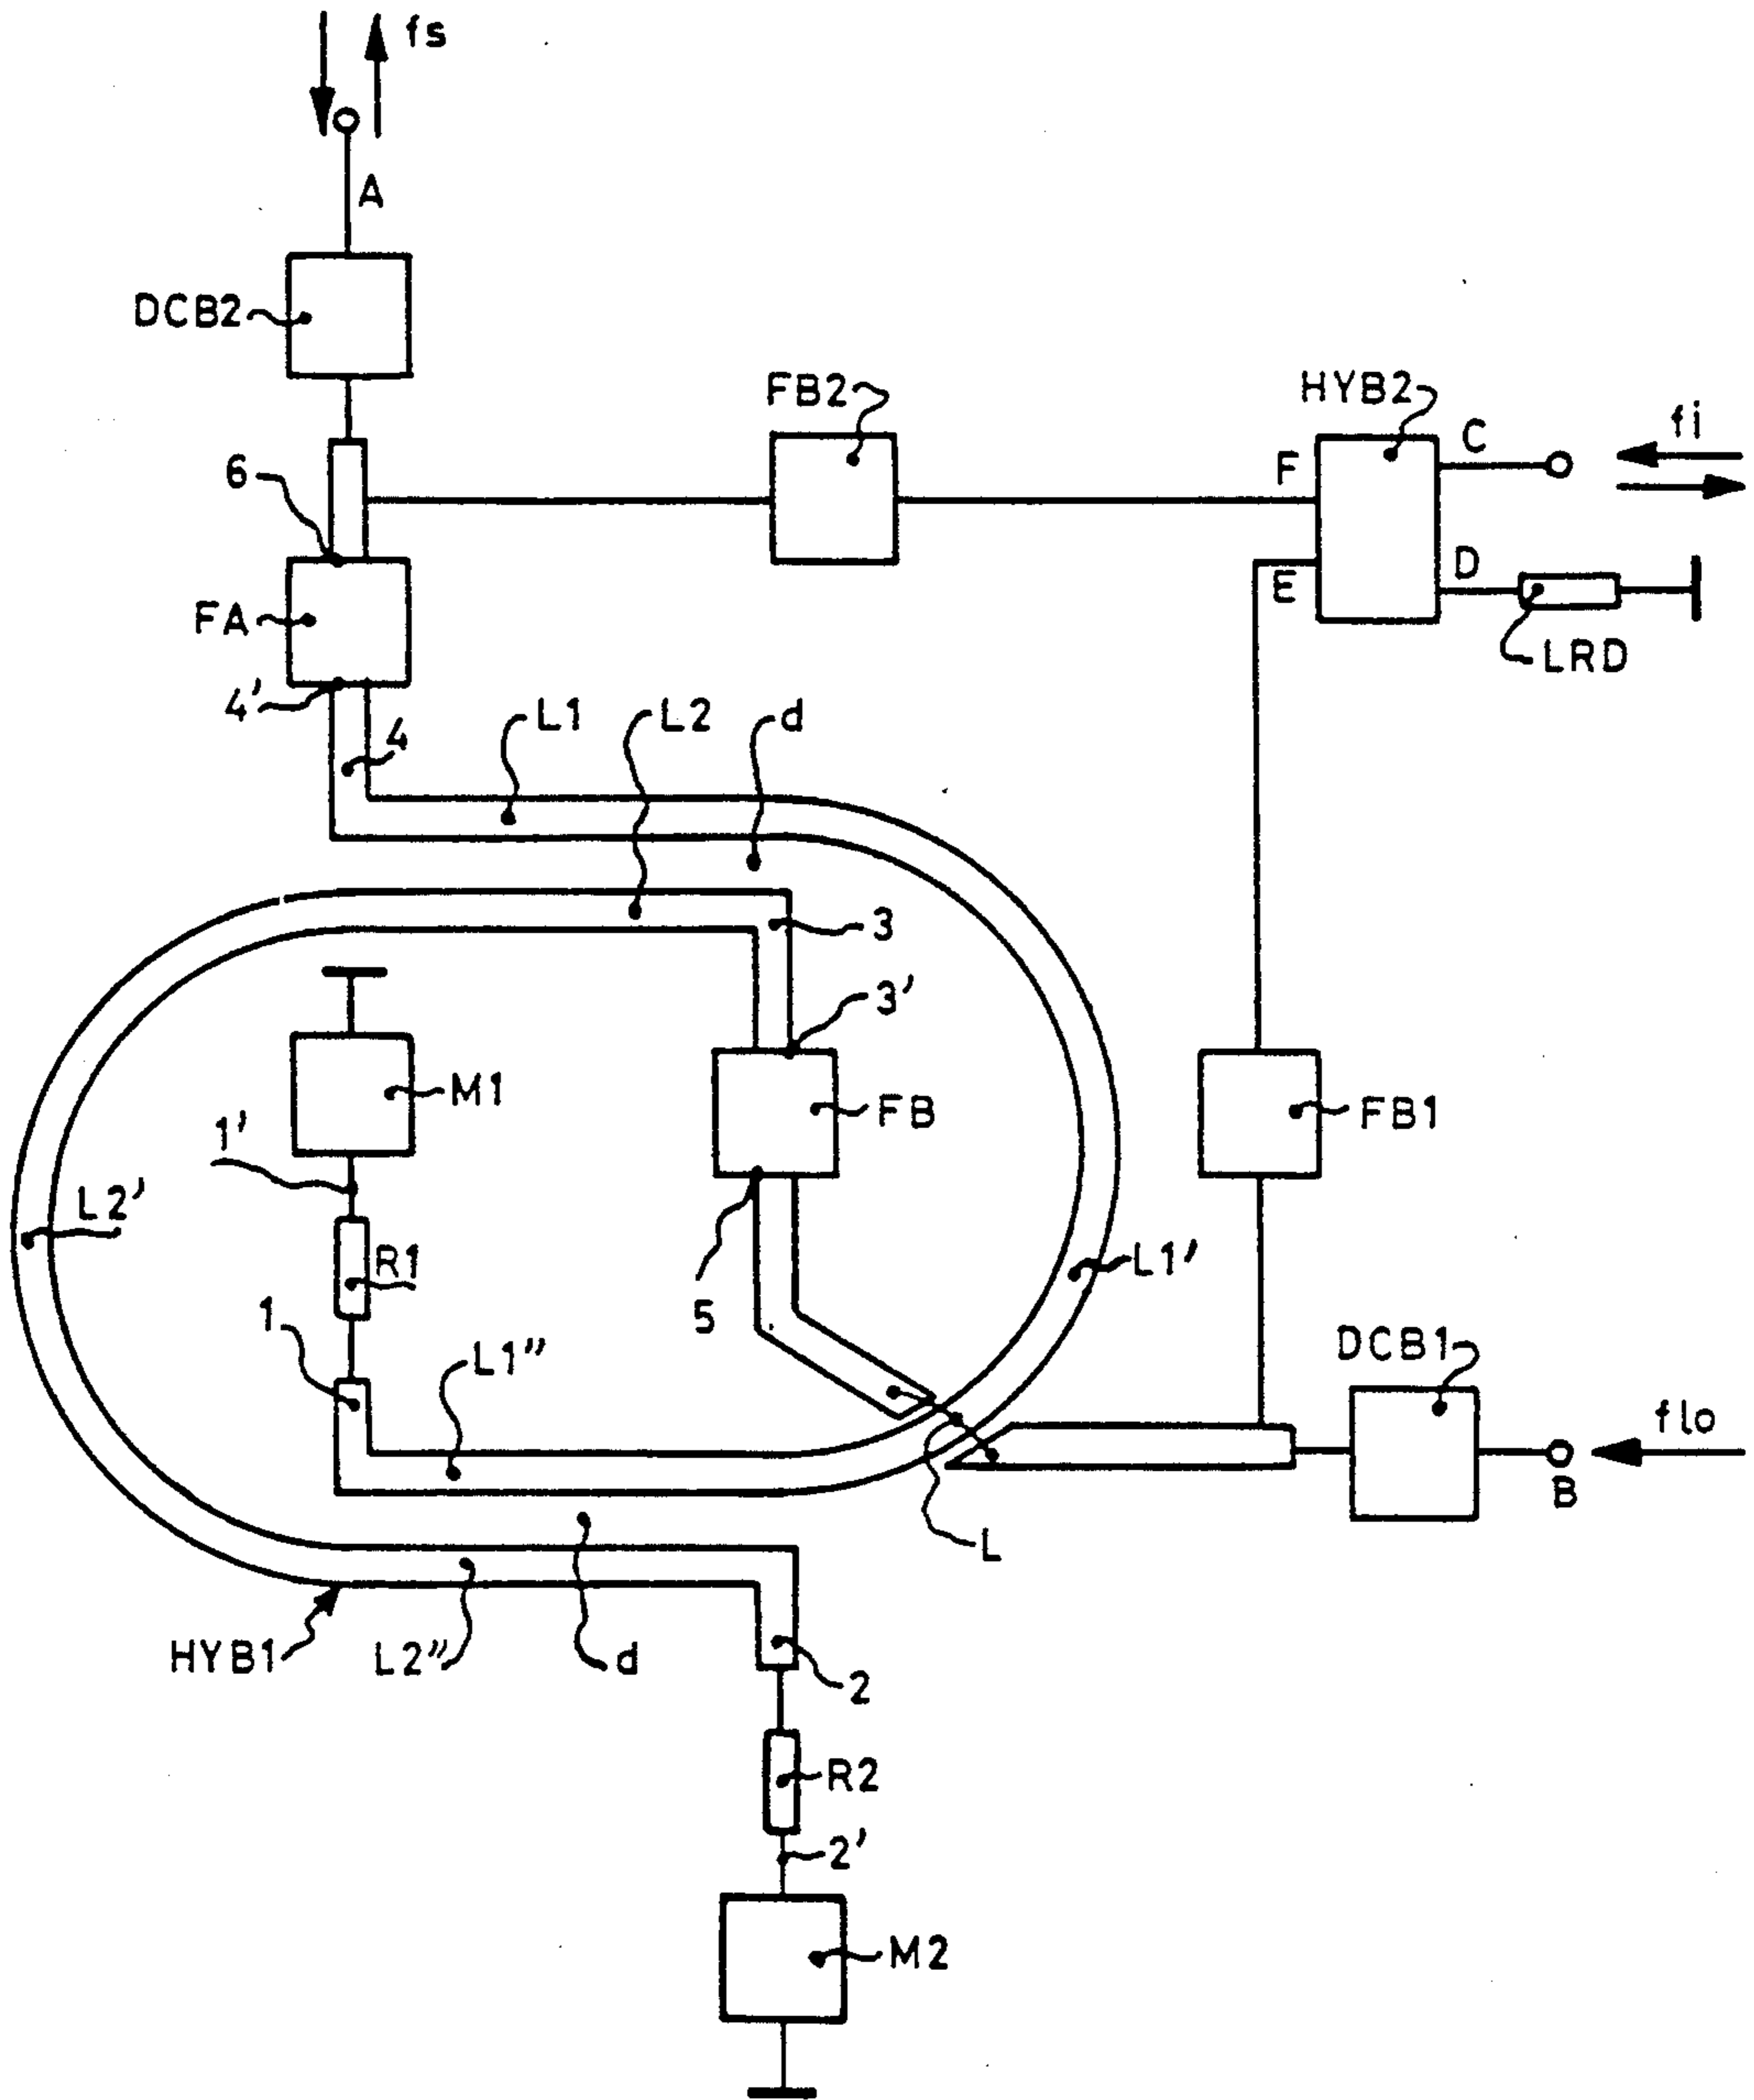 fs
A
DCB2
FB2
HYB2
C
fi
F
6
E
D
FA
LRD
4'
4
L1
L2
d
3
3'
M1
FB
FB1
1'
L2'
R1
L1'
1
5
L1"
DCB1
flo
B
L
HYB1
L2"
d
2
R2
2'
M2